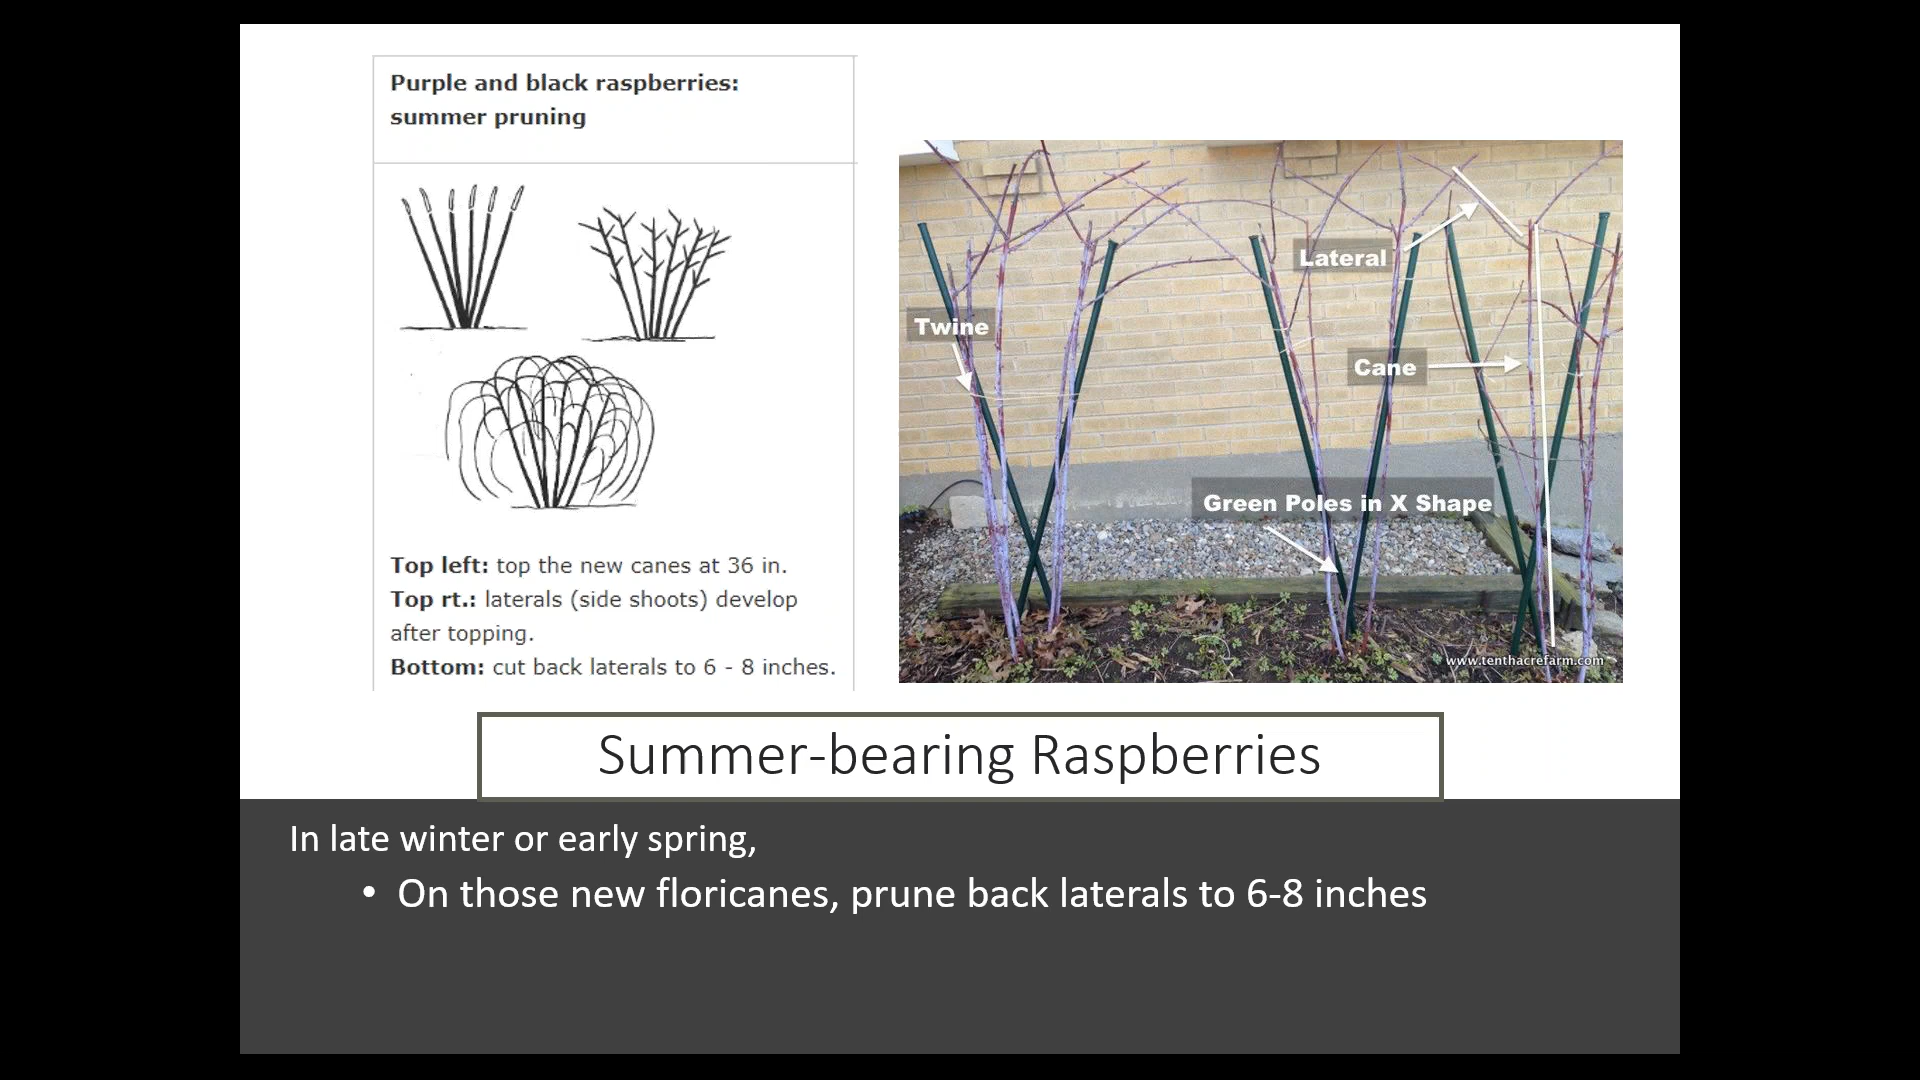 Purple and black raspberries:
summer pruning
Top left: top the new canes at 36 in.
Top rt.: laterals (side shoots) develop
after topping.
Bottom: cut back laterals to 6 - 8 inches.
Lateral
Twine
Cane
Green Poles in X Shape
www.tenthacrefarm.com
Summer-bearing Raspberries
In late winter or early spring,
• On those new floricanes, prune back laterals to 6-8 inches